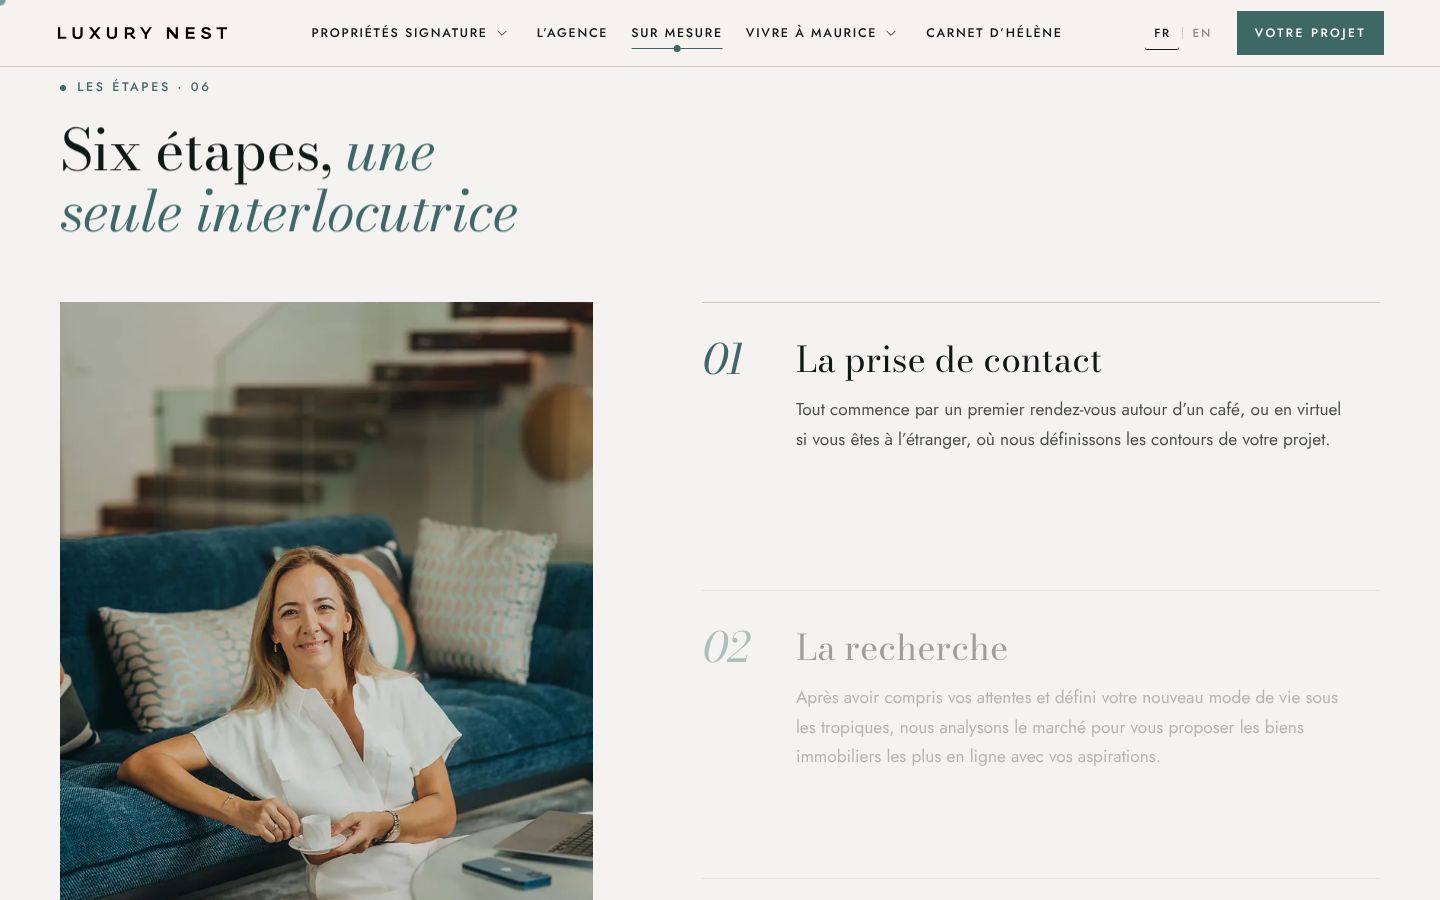 LUXURY NEST
PROPRIÉTÉS SIGNATURE
L’AGENCE
SUR MESURE
VIVRE À MAURICE
CARNET D’HÉLÈNE
FR
EN
VOTRE PROJET
LES ÉTAPES · 06
Six étapes, une
seule interlocutrice
01
La prise de contact
Tout commence par un premier rendez-vous autour d’un café, ou en virtuel
si vous êtes à l’étranger, où nous définissons les contours de votre projet.
02
La recherche
Après avoir compris vos attentes et défini votre nouveau mode de vie sous
les tropiques, nous analysons le marché pour vous proposer les biens
immobiliers les plus en ligne avec vos aspirations.